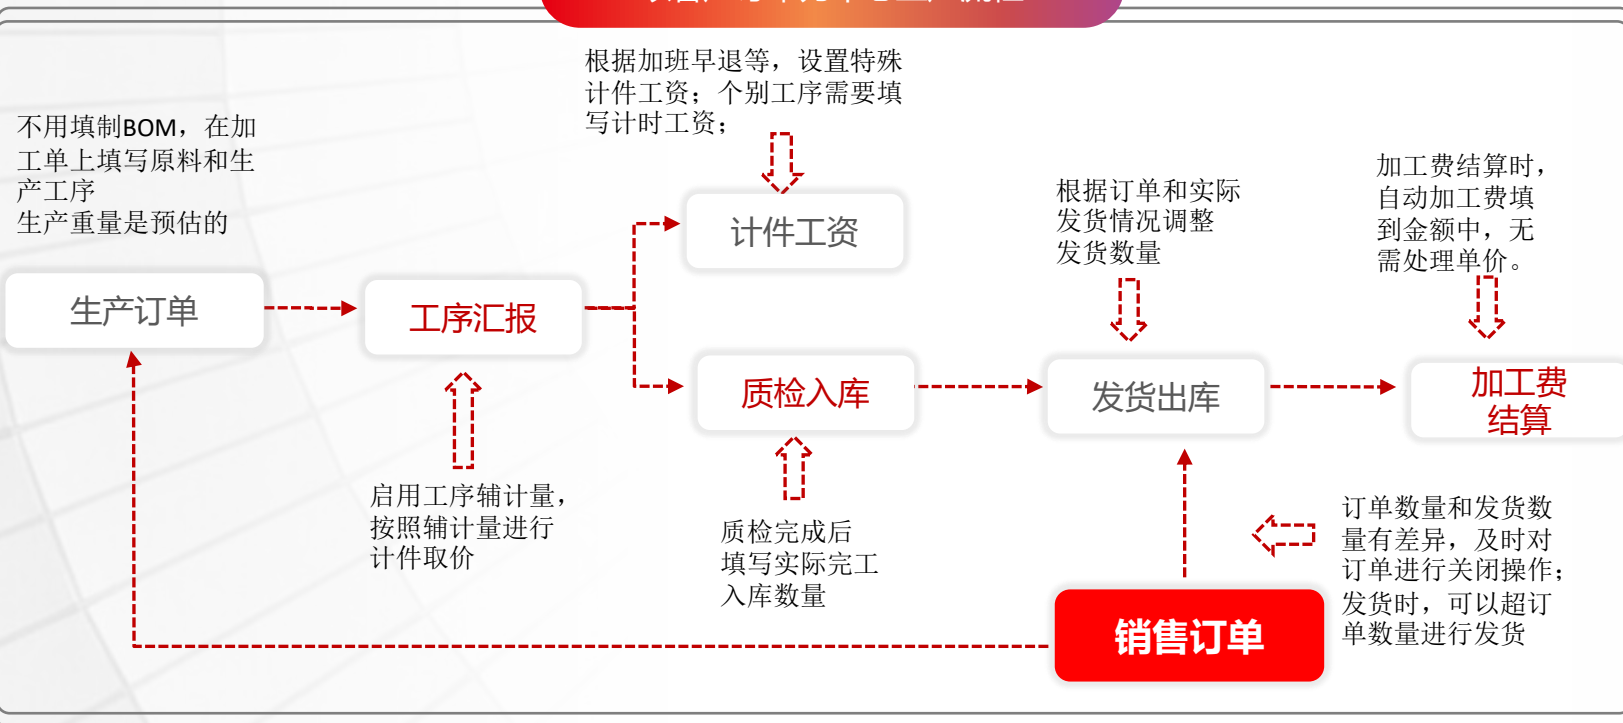 根据加班早退等，设置特殊
计件工资；个别工序需要填
写计时工资；
不用填制BOM，在加
工单上填写原料和生
产工序
生产重量是预估的
加工费结算时，
自动加工费填
到金额中，无
需处理单价。
根据订单和实际
发货情况调整
发货数量
计件工资
生产订单
工序汇报
质检入库
发货出库
加工费
结算
启用工序辅计量，
按照辅计量进行
计件取价
质检完成后
填写实际完工
入库数量
订单数量和发货数
量有差异，及时对
订单进行关闭操作；
发货时，可以超订
单数量进行发货
销售订单